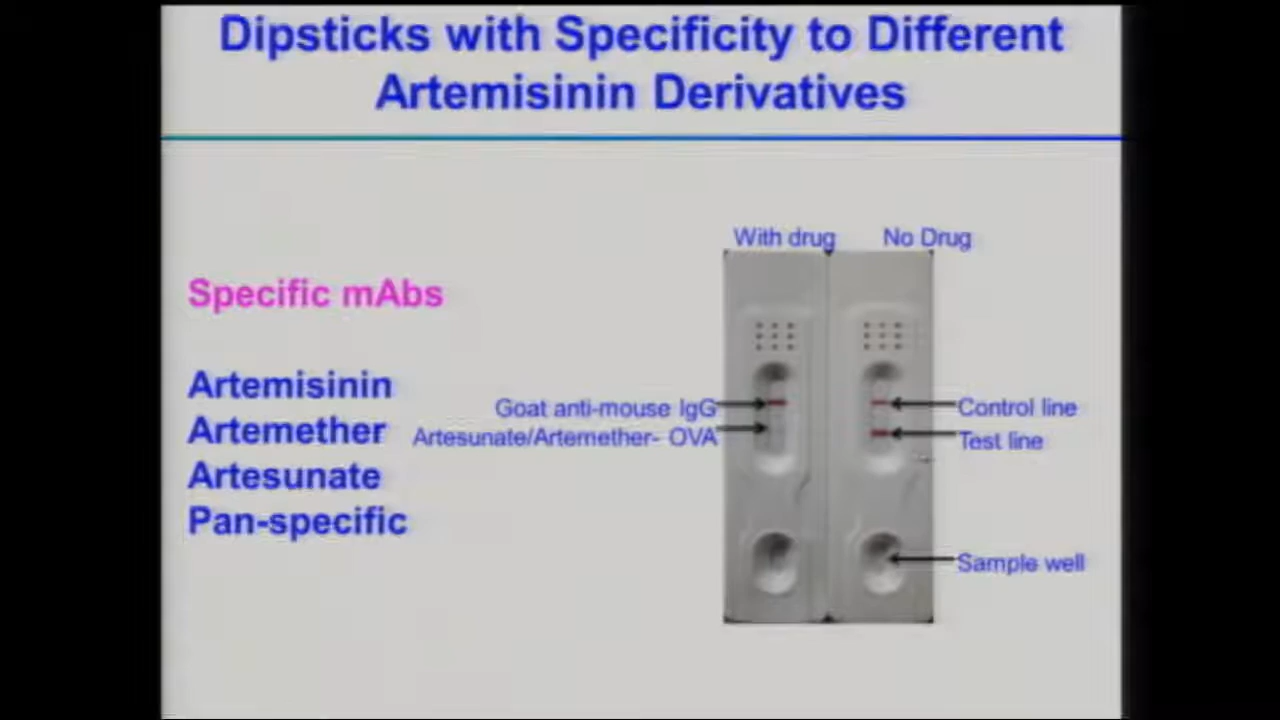 Dipsticks with Specificity to Different
Artemisinin Derivatives
With drug
No Drug
Specific mAbs
Artemisinin
Artemether
Artesunate
Pan-specific
Goat anti-mouse IgG
Artesunate/Artemether- OVA
Control line
Test line
Sample well